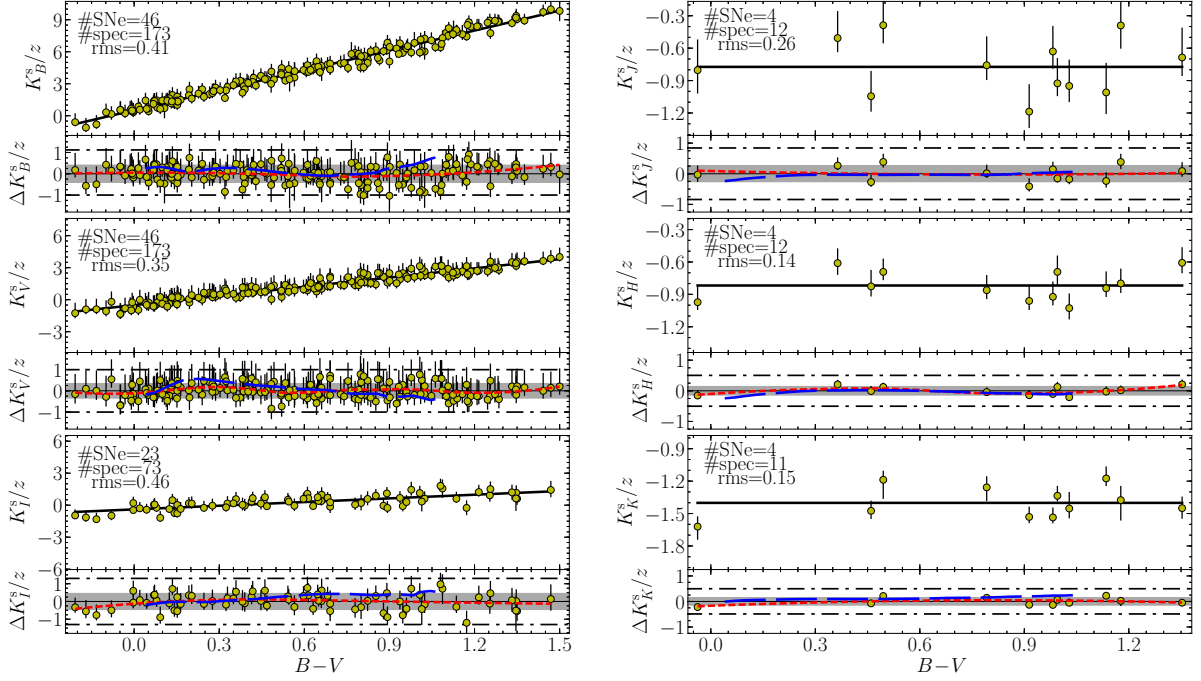 9
6
3
0
K^s_B/z
#SNe=46
#spec=173
rms=0.41
1
0
−1
ΔK^s_B/z
6
3
0
−3
K^s_V/z
#SNe=46
#spec=173
rms=0.35
1
0
−1
ΔK^s_V/z
6
3
0
−3
−6
K^s_I/z
#SNe=23
#spec=73
rms=0.46
1
0
−1
ΔK^s_I/z
0.0 0.3 0.6 0.9 1.2 1.5
B−V
−0.3
−0.6
−0.9
−1.2
K^s_J/z
#SNe=4
#spec=12
rms=0.26
1
0
−1
ΔK^s_J/z
−0.3
−0.6
−0.9
−1.2
K^s_H/z
#SNe=4
#spec=12
rms=0.14
1
0
−1
ΔK^s_H/z
−0.9
−1.2
−1.5
−1.8
K^s_K/z
#SNe=4
#spec=11
rms=0.15
1
0
−1
ΔK^s_K/z
0.0 0.3 0.6 0.9 1.2
B−V